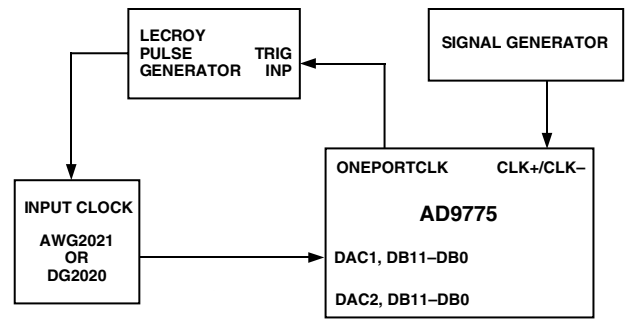 LECROY
PULSE TRIG
GENERATOR INP
SIGNAL GENERATOR
ONEPORTCLK CLK+/CLK–
AD9775
INPUT CLOCK
AWG2021
OR
DG2020
DAC1, DB11–DB0
DAC2, DB11–DB0